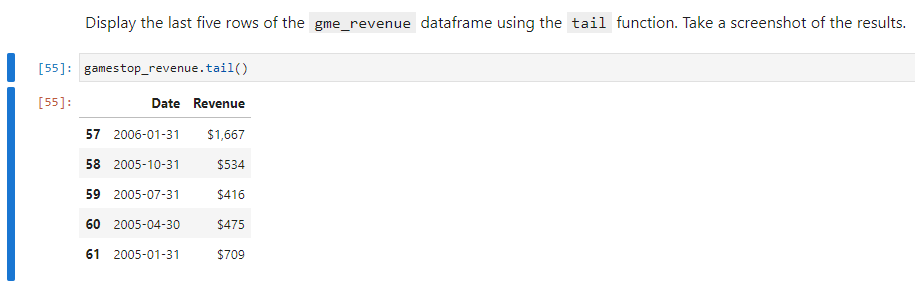 Display the last five rows of the gme_revenue dataframe using the tail function. Take a screenshot of the results.
[55]: gamestop_revenue.tail()
[55]: Date Revenue
57 2006-01-31 $1,667
58 2005-10-31 $534
59 2005-07-31 $416
60 2005-04-30 $475
61 2005-01-31 $709